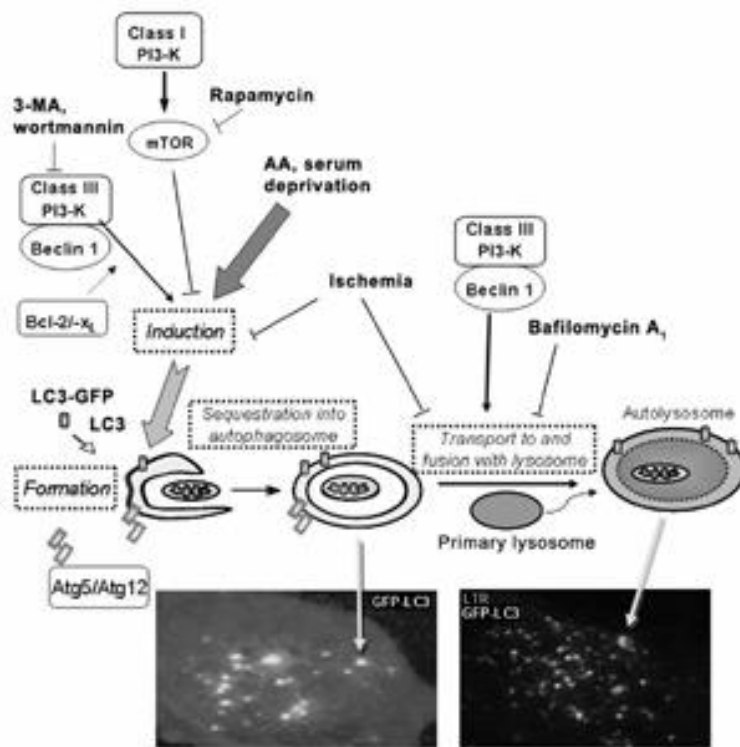 Class I
PI3-K
3-MA,
wortmannin
Rapamycin
mTOR
AA, serum
deprivation
Class III
PI3-K
Beclin 1
Bcl-2/-xL
Class III
PI3-K
Beclin 1
Ischemia
Induction
Bafilomycin A1
LC3-GFP
LC3
Sequestration into
autophagosome
Transport to and
fusion with lysosome
Autolysosome
Formation
Primary lysosome
Atg5/Atg12
GFP-LC3
LTR
GFP-LC3